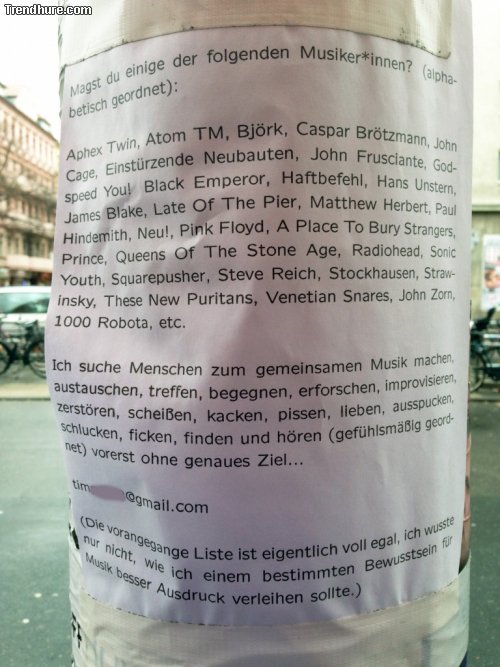 Trendhure.com
Magst du einige der folgenden Musiker*innen? (alpha-
betisch geordnet):
Aphex Twin, Atom TM, Björk, Caspar Brötzmann, John
Cage, Einstürzende Neubauten, John Frusciante, God-
speed You! Black Emperor, Haftbefehl, Hans Unstern,
James Blake, Late Of The Pier, Matthew Herbert, Paul
Hindemith, Neu!, Pink Floyd, A Place To Bury Strangers,
Prince, Queens Of The Stone Age, Radiohead, Sonic
Youth, Squarepusher, Steve Reich, Stockhausen, Straw-
insky, These New Puritans, Venetian Snares, John Zorn,
1000 Robota, etc.
Ich suche Menschen zum gemeinsamen Musik machen,
austauschen, treffen, begegnen, erforschen, improvisieren,
zerstören, scheißen, kacken, pissen, lieben, ausspucken,
schlucken, ficken, finden und hören (gefühlsmäßig geord-
net) vorerst ohne genaues Ziel...
tim @gmail.com
(Die vorangegange Liste ist eigentlich voll egal, ich wusste
nur nicht, wie ich einem bestimmten Bewusstsein für
Musik besser Ausdruck verleihen sollte.)